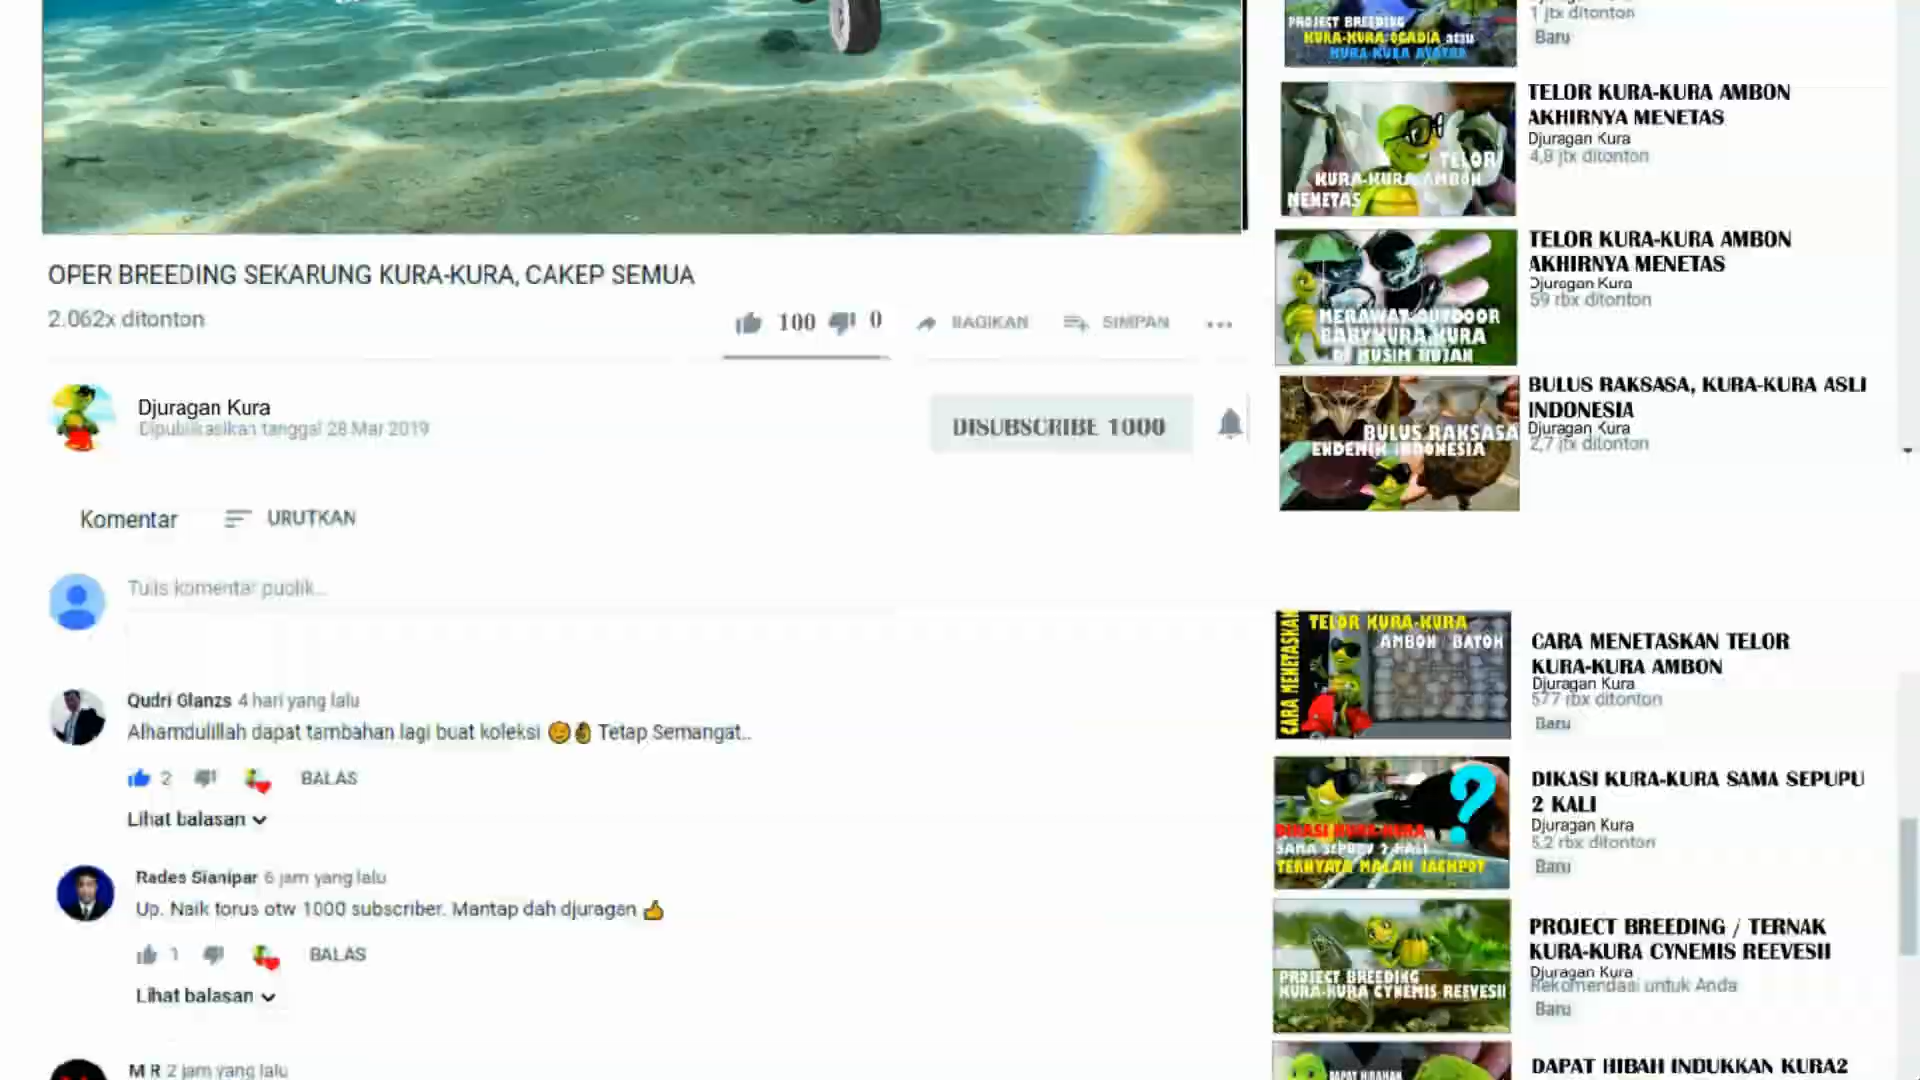 OPER BREEDING SEKARUNG KURA-KURA, CAKEP SEMUA
2.062x ditonton
100
0
BAGIKAN
SIMPAN
Djuragan Kura
Dipublikasikan tanggal 28 Mar 2019
DISUBSCRIBE 1000
Komentar
URUTKAN
Tulis komentar publik...
Qudri Glanzs 4 hari yang lalu
Alhamdulillah dapat tambahan lagi buat koleksi Tetap Semangat..
2
BALAS
Lihat balasan
Rades Sianipar 6 jam yang lalu
Up. Naik torus otw 1000 subscriber. Mantap dah djuragan
1
BALAS
Lihat balasan
M R 2 jam yang lalu
PROJECT BREEDING
KURA-KURA OCADIA atau
KURA-KURA AVATAR
1 jtx ditonton
Baru
TELOR
KURA-KURA AMBON
MENETAS
TELOR KURA-KURA AMBON
AKHIRNYA MENETAS
Djuragan Kura
4,8 jtx ditonton
MERAWAT OUTDOOR
BABY KURA-KURA
DI MUSIM HUJAN
TELOR KURA-KURA AMBON
AKHIRNYA MENETAS
Djuragan Kura
59 rbx ditonton
BULUS RAKSASA
ENDEMIK INDONESIA
BULUS RAKSASA, KURA-KURA ASLI
INDONESIA
Djuragan Kura
2,7 jtx ditonton
CARA MENETASKAN
TELOR KURA-KURA
AMBON / BATOK
CARA MENETASKAN TELOR
KURA-KURA AMBON
Djuragan Kura
577 rbx ditonton
Baru
?
DIKASI KURA-KURA
SAMA SEPUPU 2 KALI
TERNYATA MALAH JACKPOT
DIKASI KURA-KURA SAMA SEPUPU
2 KALI
Djuragan Kura
5,2 rbx ditonton
Baru
PROJECT BREEDING
KURA-KURA CYNEMIS REEVESII
PROJECT BREEDING / TERNAK
KURA-KURA CYNEMIS REEVESII
Djuragan Kura
Rekomendasi untuk Anda
Baru
DAPAT HIBAHAN
DAPAT HIBAH INDUKKAN KURA2